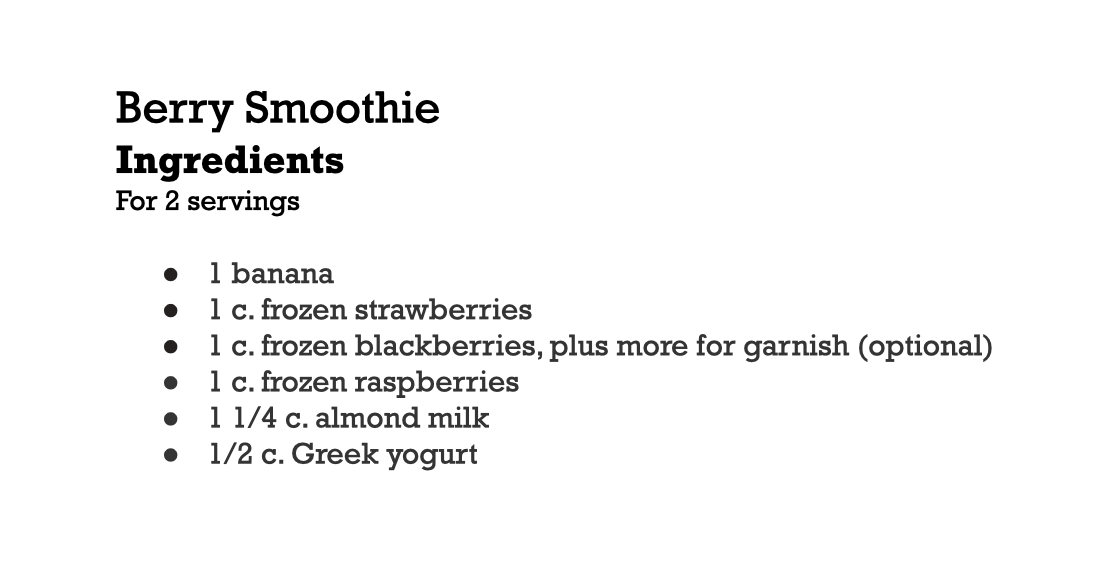 Berry Smoothie
Ingredients
For 2 servings
● 1 banana
● 1 c. frozen strawberries
● 1 c. frozen blackberries, plus more for garnish (optional)
● 1 c. frozen raspberries
● 1 1/4 c. almond milk
● 1/2 c. Greek yogurt